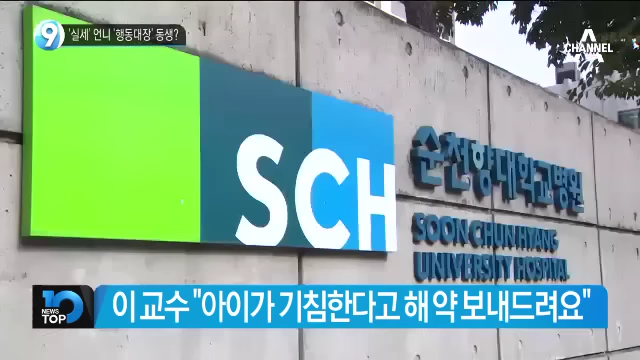 9 '실세' 언니 '행동대장' 동생?
CHANNEL A
SCH
순천향대학교병원
SOON CHUN HYANG
UNIVERSITY HOSPITAL
NEWS TOP 10
이 교수 "아이가 기침한다고 해 약 보내드려요"